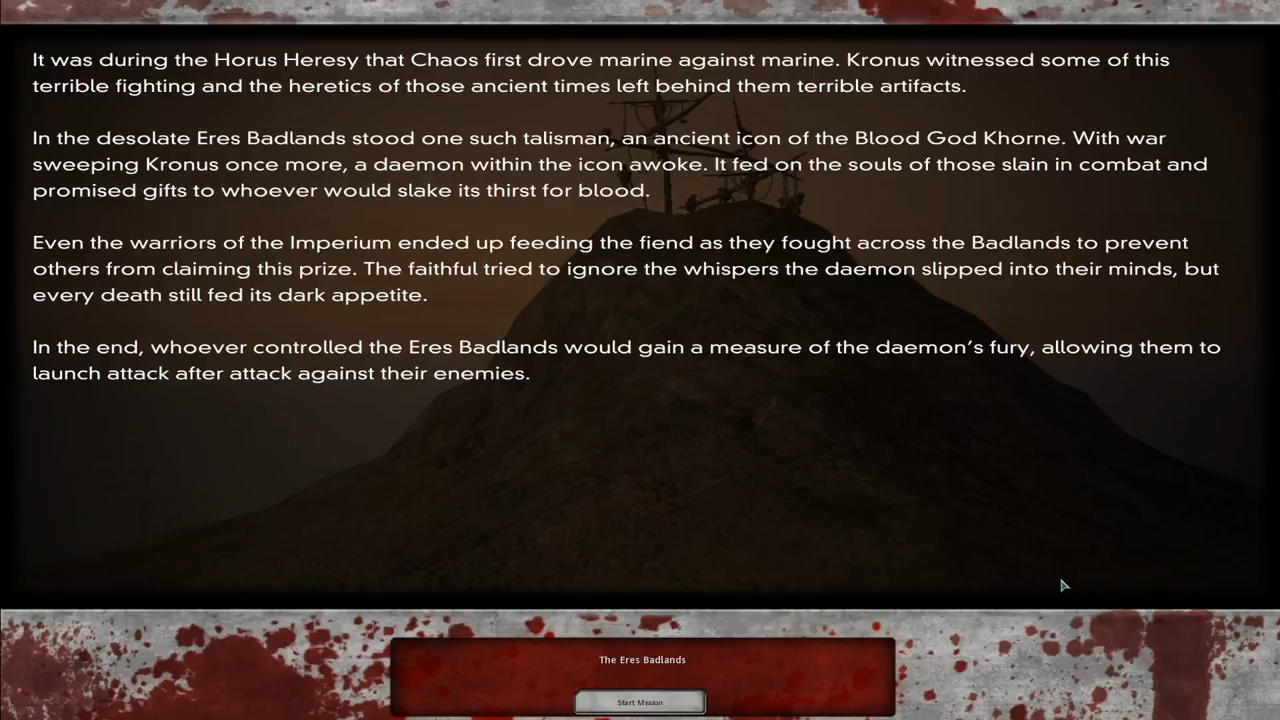 It was during the Horus Heresy that Chaos first drove marine against marine. Kronus witnessed some of this
terrible fighting and the heretics of those ancient times left behind them terrible artifacts.
In the desolate Eres Badlands stood one such talisman, an ancient icon of the Blood God Khorne. With war
sweeping Kronus once more, a daemon within the icon awoke. It fed on the souls of those slain in combat and
promised gifts to whoever would slake its thirst for blood.
Even the warriors of the Imperium ended up feeding the fiend as they fought across the Badlands to prevent
others from claiming this prize. The faithful tried to ignore the whispers the daemon slipped into their minds, but
every death still fed its dark appetite.
In the end, whoever controlled the Eres Badlands would gain a measure of the daemon’s fury, allowing them to
launch attack after attack against their enemies.
The Eres Badlands
Start Mission